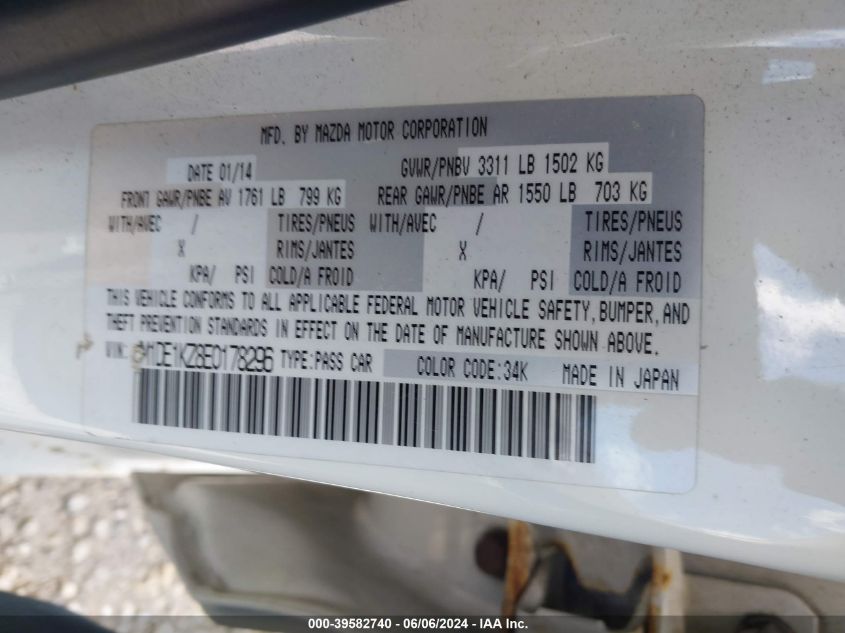 MFD. BY MAZDA MOTOR CORPORATION
DATE 01/14 GVWR/PNBV 3311 LB 1502 KG
FRONT GAWR/PNBE AV 1761 LB 799 KG REAR GAWR/PNBE AR 1550 LB 703 KG
WITH/AVEC / TIRES/PNEUS WITH/AVEC / TIRES/PNEUS
X RIMS/JANTES X RIMS/JANTES
KPA/ PSI COLD/A FROID KPA/ PSI COLD/A FROID
THIS VEHICLE CONFORMS TO ALL APPLICABLE FEDERAL MOTOR VEHICLE SAFETY, BUMPER, AND
THEFT PREVENTION STANDARDS IN EFFECT ON THE DATE OF MANUFACTURE SHOWN ABOVE.
VIN: TYPE:PASS CAR COLOR CODE:34K MADE IN JAPAN
000-39582740 - 06/06/2024 - IAA Inc.